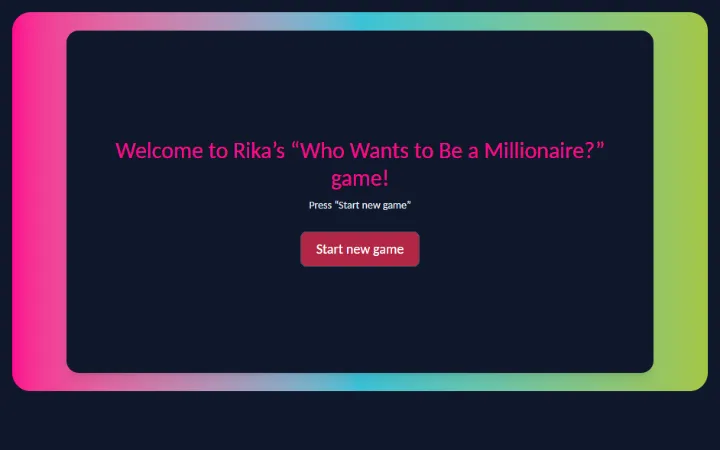 Welcome to Rika’s “Who Wants to Be a Millionaire?”
game!
Press “Start new game”
Start new game